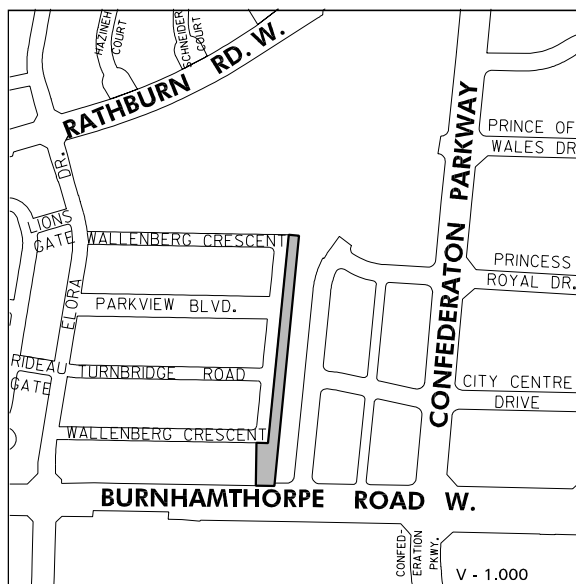 HAZINEH
COURT
SCHNEIDER
COURT
RATHBURN RD. W.
CONFEDERATON PARKWAY
PRINCE OF
WALES DR
DR.
ELORA
LIONS
GATE
WALLENBERG CRESCENT
PRINCESS
ROYAL DR.
PARKVIEW BLVD.
RIDEAU
GATE
TURNBRIDGE ROAD
CITY CENTRE
DRIVE
WALLENBERG CRESCENT
BURNHAMTHORPE ROAD W.
CONFED-
ERATION
PKWY.
V - 1.000